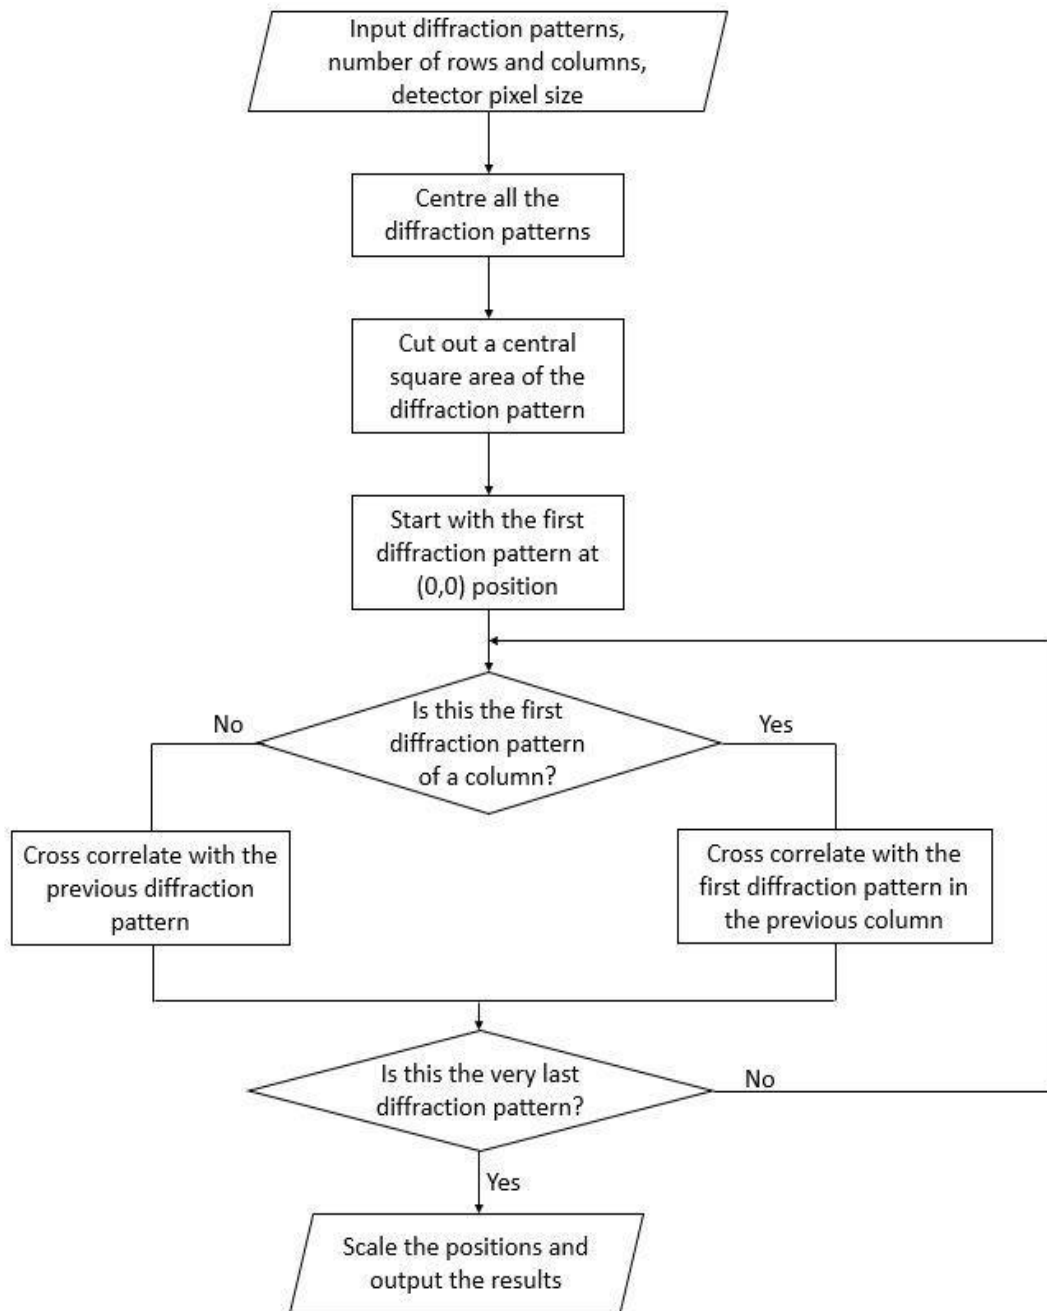 Input diffraction patterns,
number of rows and columns,
detector pixel size
Centre all the
diffraction patterns
Cut out a central
square area of the
diffraction pattern
Start with the first
diffraction pattern at
(0,0) position
Is this the first
diffraction pattern
of a column?
No
Yes
Cross correlate with the
previous diffraction
pattern
Cross correlate with the
first diffraction pattern in
the previous column
Is this the very last
diffraction pattern?
No
Yes
Scale the positions and
output the results